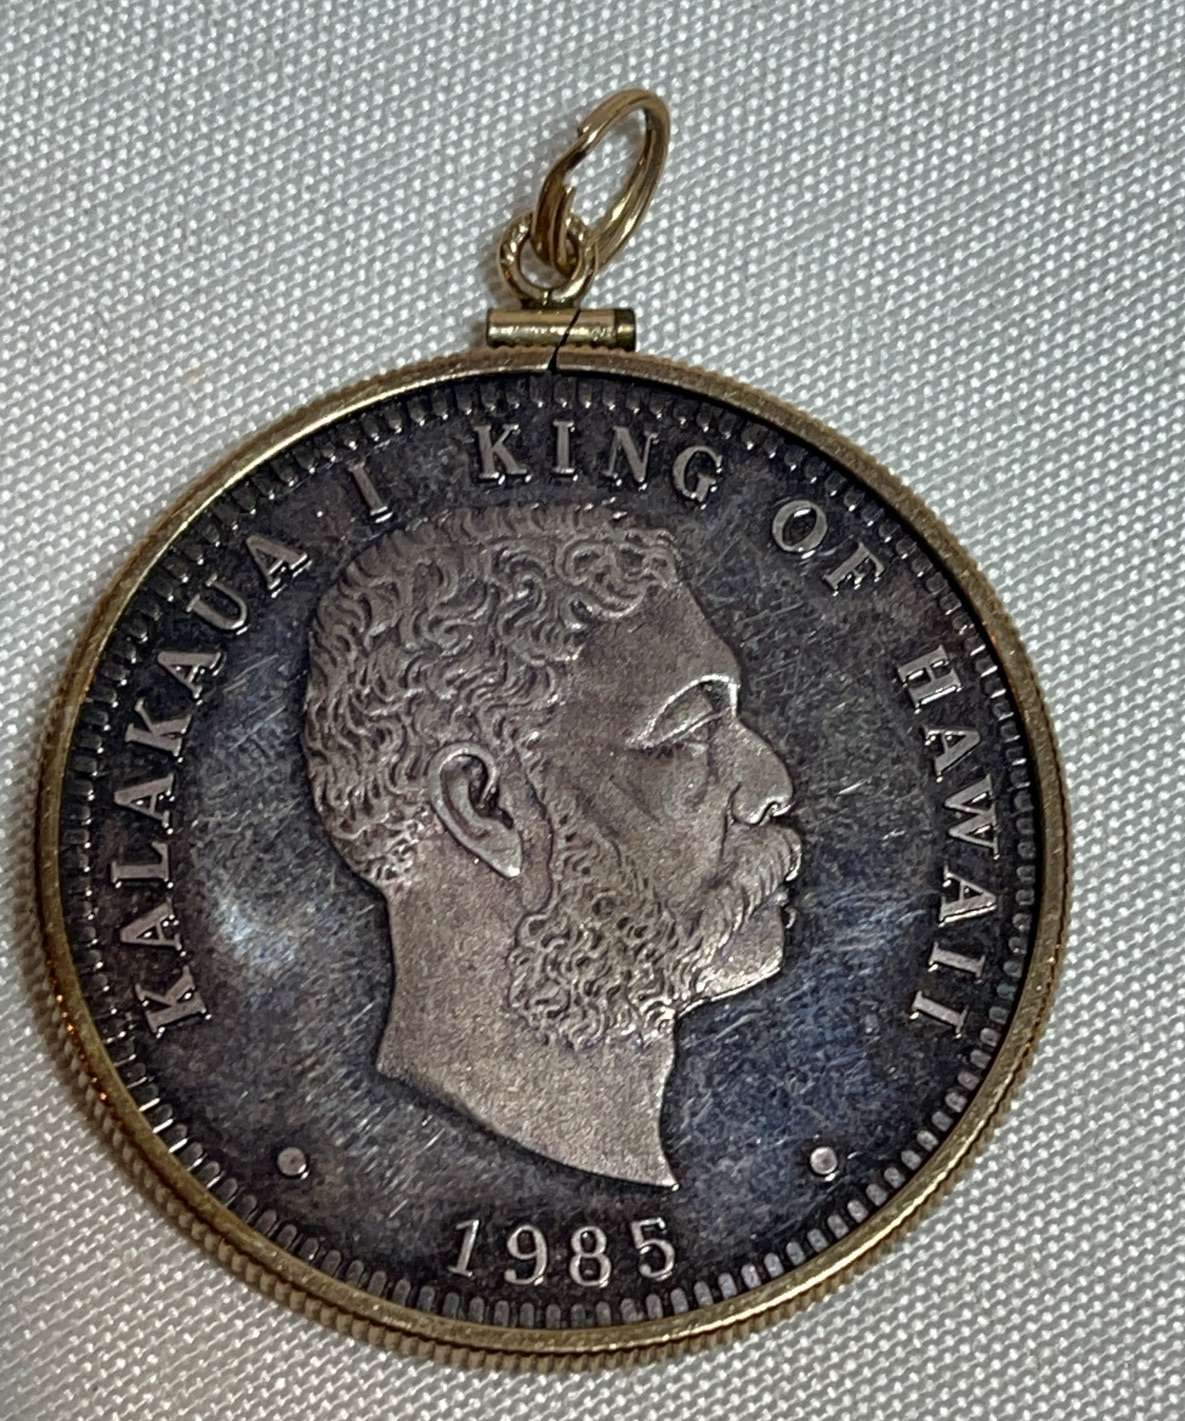 KALAKAUA I KING OF HAWAII
1985